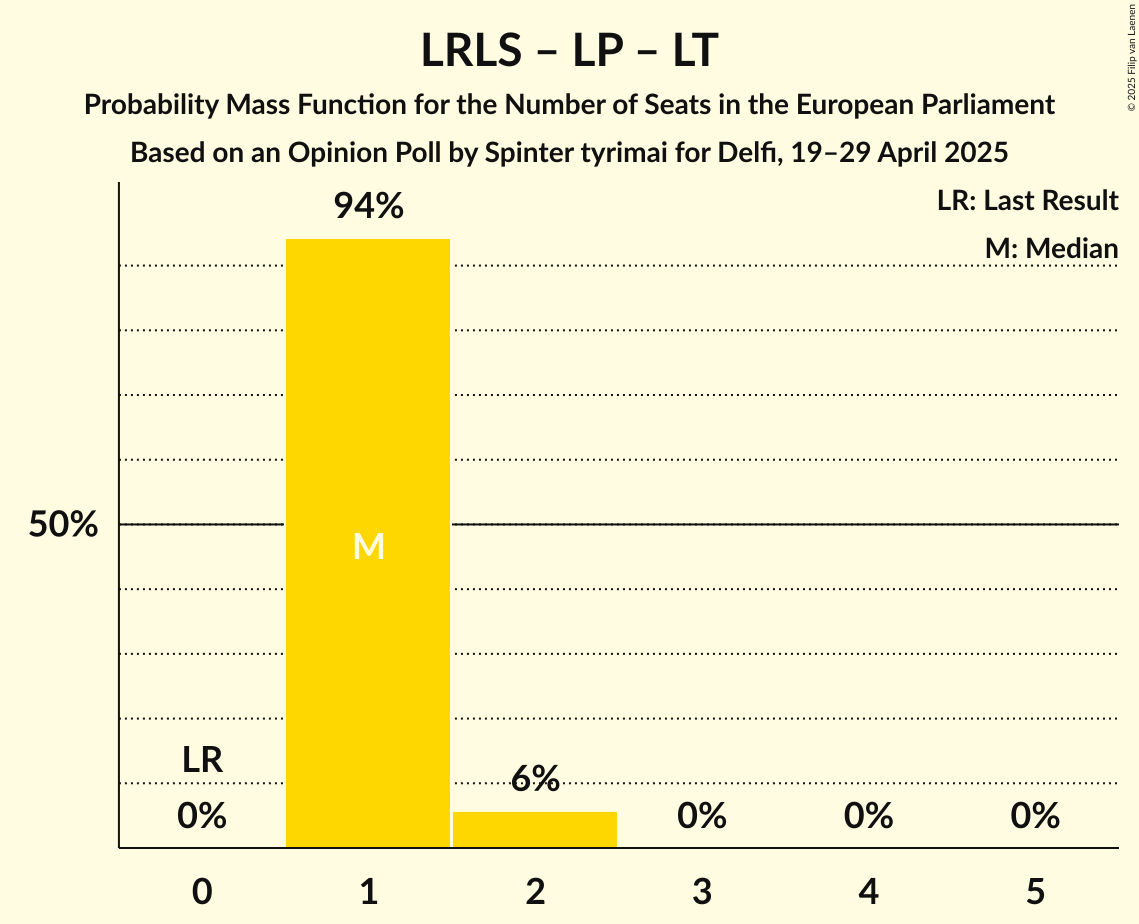 LRLS – LP – LT
Probability Mass Function for the Number of Seats in the European Parliament
Based on an Opinion Poll by Spinter tyrimai for Delfi, 19–29 April 2025
© 2025 Filip van Laenen
LR: Last Result
M: Median
94%
50%
M
LR
0%
6%
0%
0%
0%
0
1
2
3
4
5